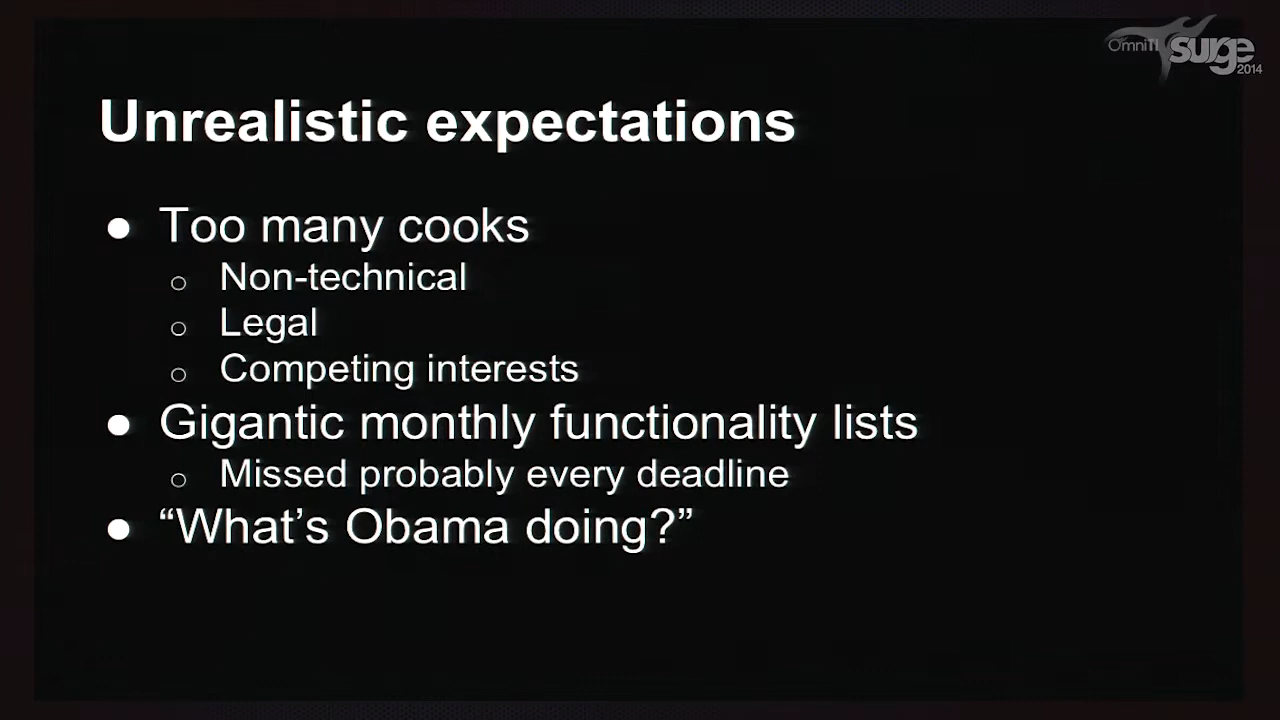 OmniTI surge 2014
Unrealistic expectations
● Too many cooks
○ Non-technical
○ Legal
○ Competing interests
● Gigantic monthly functionality lists
○ Missed probably every deadline
● “What’s Obama doing?”